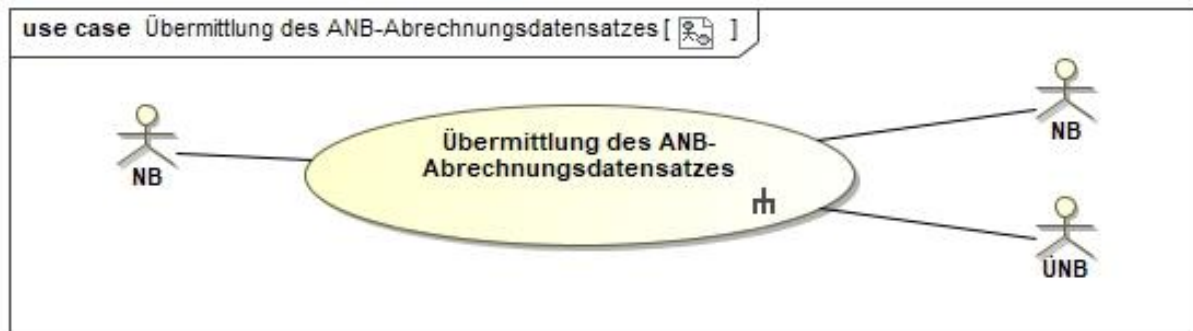 use case Übermittlung des ANB-Abrechnungsdatensatzes [ ]
NB
Übermittlung des ANB-
Abrechnungsdatensatzes
NB
ÜNB